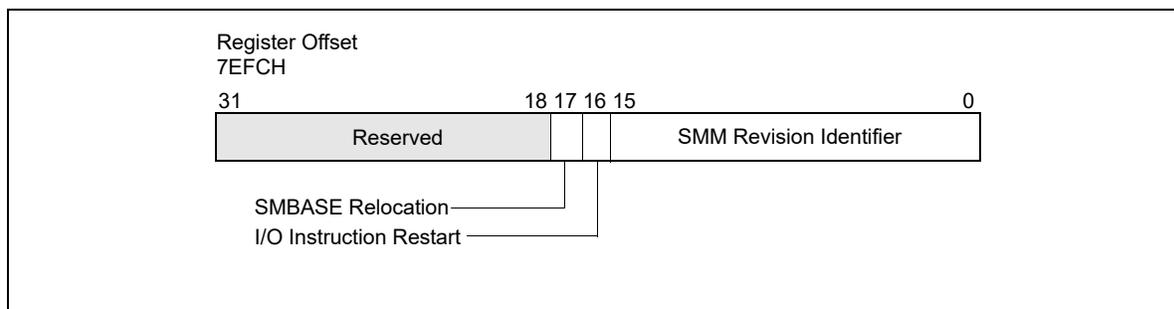 Register Offset
7EFCH
31 18 17 16 15 0
Reserved SMM Revision Identifier
SMBASE Relocation
I/O Instruction Restart